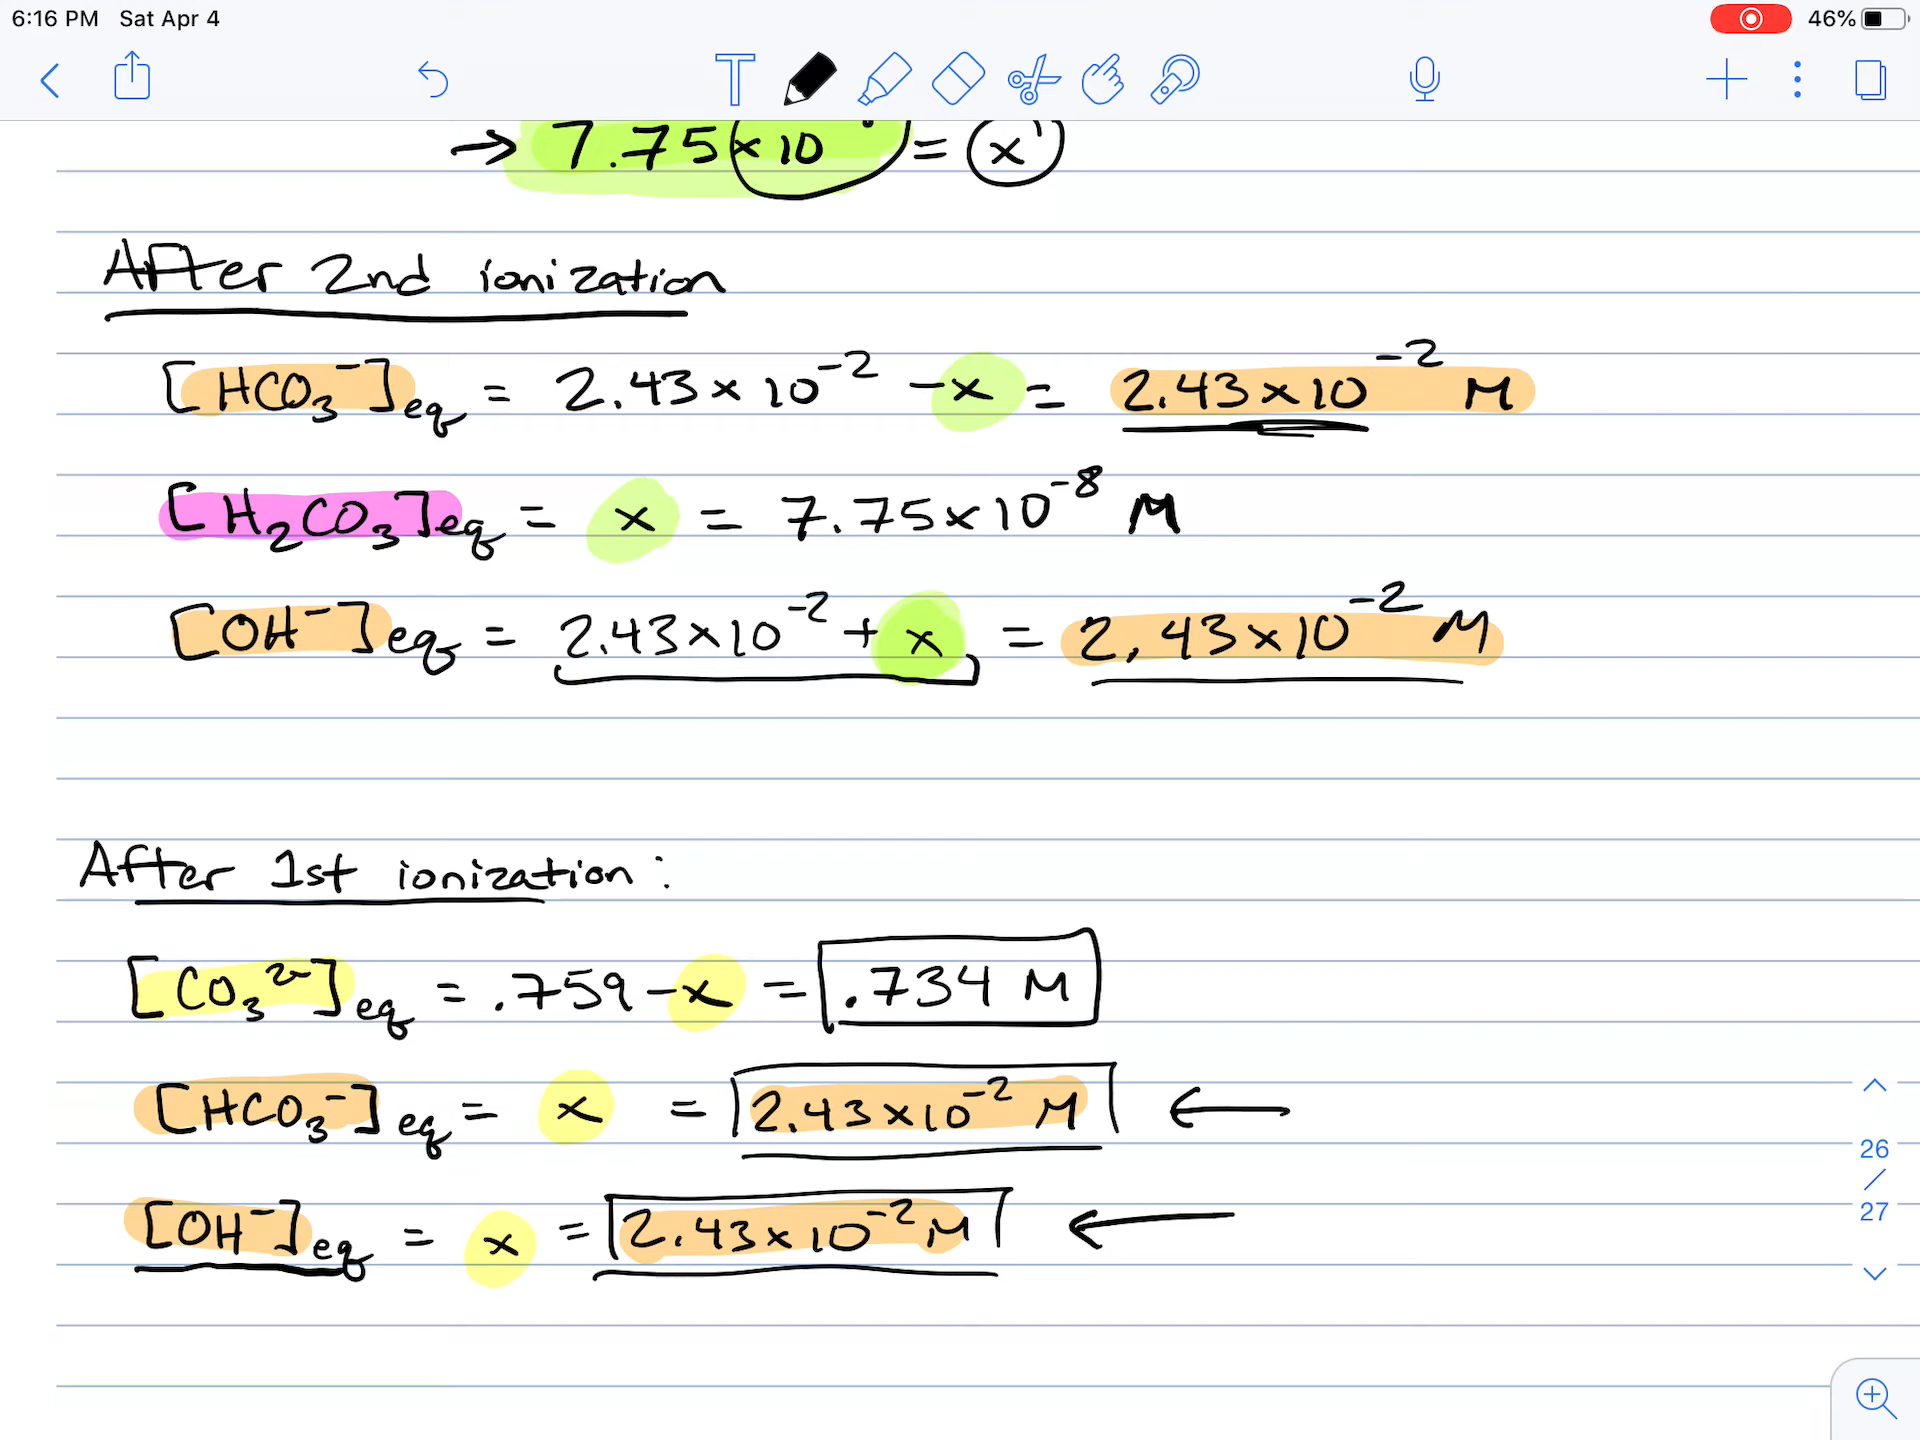 6:16 PM Sat Apr 4 46%
T
→ 7.75 × 10 = x
After 2nd ionization
[HCO₃⁻]eq = 2.43 × 10⁻² - x = 2.43 × 10⁻² M
[H₂CO₃]eq = x = 7.75 × 10⁻⁸ M
[OH⁻]eq = 2.43 × 10⁻² + x = 2.43 × 10⁻² M
After 1st ionization:
[CO₃²⁻]eq = .759 - x = .734 M
[HCO₃⁻]eq = x = 2.43 × 10⁻² M ←
[OH⁻]eq = x = 2.43 × 10⁻² M ←
26
/
27